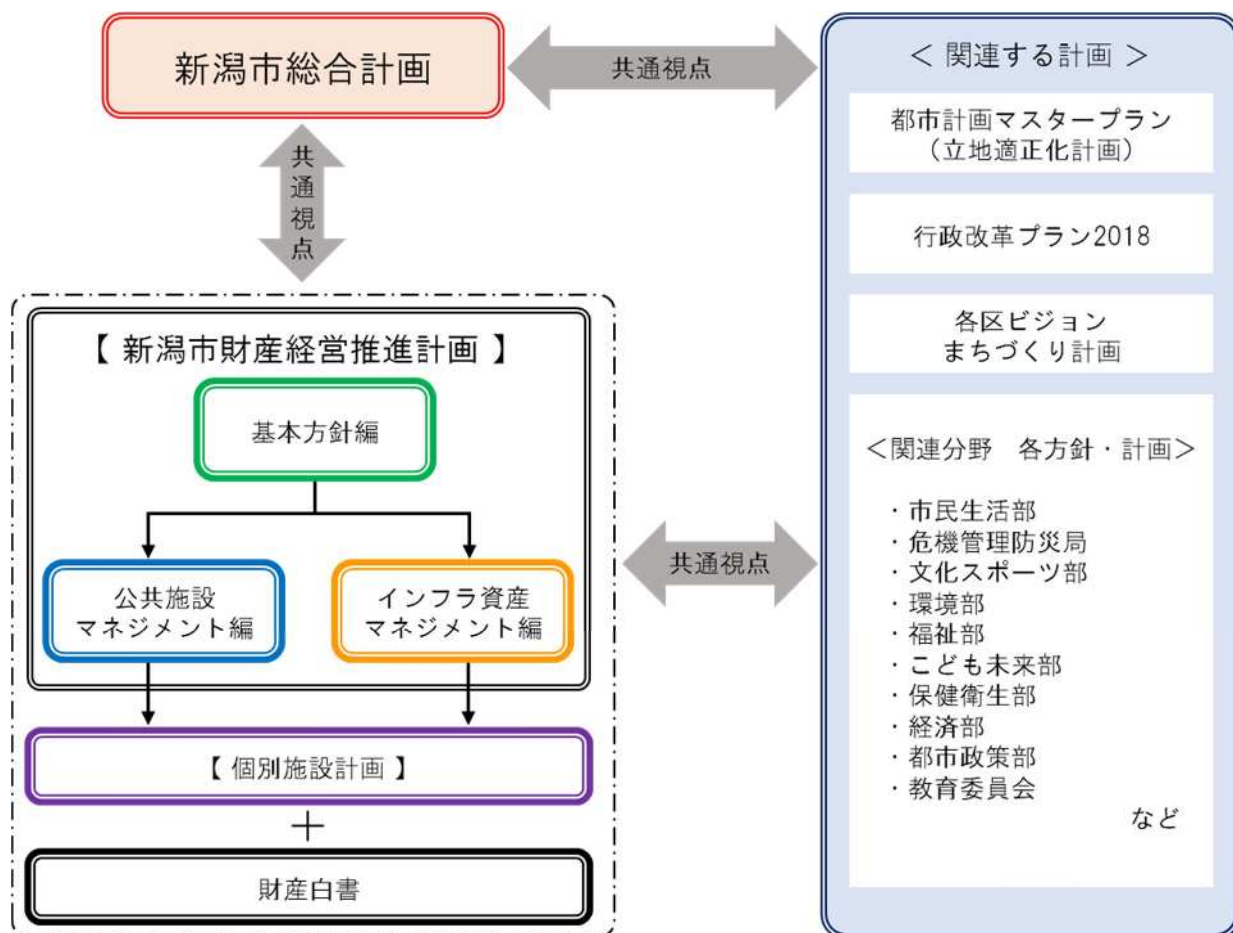 新潟市総合計画
共通視点
共通視点
【 新潟市財産経営推進計画 】
基本方針編
公共施設
マネジメント編
インフラ資産
マネジメント編
【 個別施設計画 】
＋
財産白書
共通視点
＜ 関連する計画 ＞
都市計画マスタープラン
（立地適正化計画）
行政改革プラン2018
各区ビジョン
まちづくり計画
＜関連分野　各方針・計画＞
・市民生活部
・危機管理防災局
・文化スポーツ部
・環境部
・福祉部
・こども未来部
・保健衛生部
・経済部
・都市政策部
・教育委員会
など